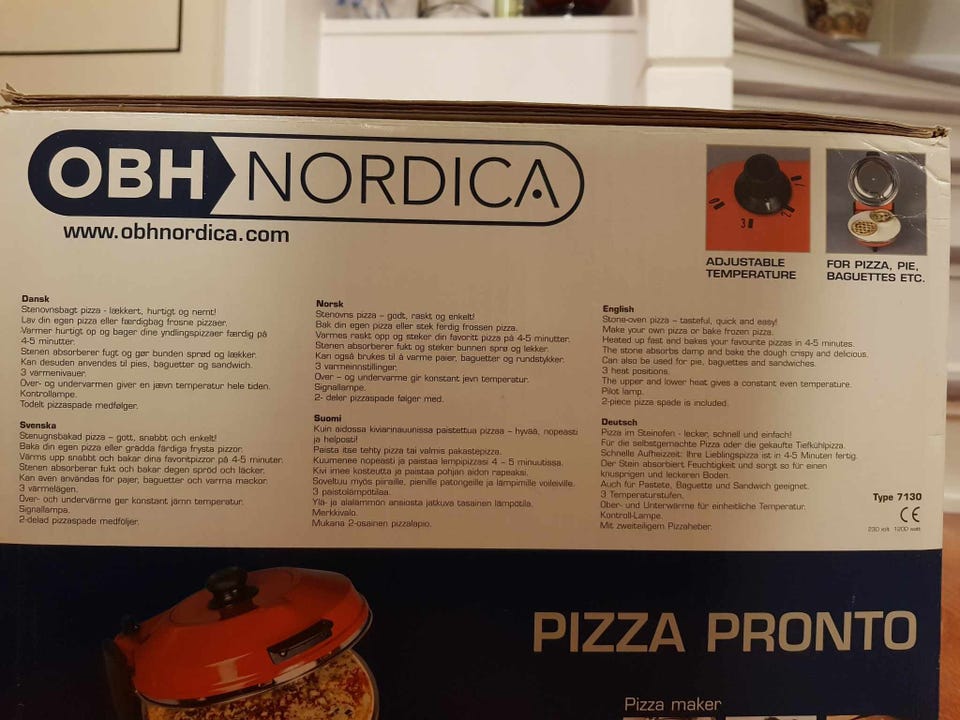 OBH NORDICA
www.obhnordica.com
0 1 2 3
ADJUSTABLE
TEMPERATURE
FOR PIZZA, PIE,
BAGUETTES ETC.
Dansk
Stenovnsbagt pizza - lækkert, hurtigt og nemt!
Lav din egen pizza eller færdigbag frosne pizzaer.
Varmer hurtigt op og bager dine yndlingspizzaer færdig på
4-5 minutter.
Stenen absorberer fugt og gør bunden sprød og lækker.
Kan desuden anvendes til pies, baguetter og sandwich.
3 varmeniveauer.
Over- og undervarmen giver en jævn temperatur hele tiden.
Kontrollampe.
Todelt pizzaspade medfølger.
Svenska
Stenugnsbakad pizza – gott, snabbt och enkelt!
Baka din egen pizza eller grädda färdiga frysta pizzor.
Värms upp snabbt och bakar dina favoritpizzor på 4-5 minuter.
Stenen absorberar fukt och bakar degen spröd och läcker.
Kan även användas för pajer, baguetter och varma mackor.
3 varmelägen.
Över- och undervärme ger konstant jämn temperatur.
Signallampa.
2-delad pizzaspade medföljer.
Norsk
Stenovns pizza – godt, raskt og enkelt!
Bak din egen pizza eller stek ferdig frossen pizza.
Varmes raskt opp og steker din favoritt pizza på 4-5 minutter.
Stenen absorberer fukt og steker bunnen sprø og lekker.
Kan også brukes til å varme paier, baguetter og rundstykker.
3 varmeinnstillinger.
Over – og undervarme gir konstant jevn temperatur.
Signallampe.
2- deler pizzaspade følger med.
Suomi
Kuin aidossa kiviarinauunissa paistettua pizzaa – hyvää, nopeasti
ja helposti!
Paista itse tehty pizza tai valmis pakastepizza.
Kuumenee nopeasti ja paistaa lemppizzasi 4 – 5 minuutissa.
Kivi imee kosteutta ja paistaa pohjan aidon rapeaksi.
Soveltuu myös piiraille, pienille patongeille ja lämpimille voileiville.
3 paistolämpötilaa.
Ylä- ja alalämmön ansiosta jatkuva tasainen lämpötila.
Merkkivalo.
Mukana 2-osainen pizzalapio.
English
Stone-oven pizza – tasteful, quick and easy!
Make your own pizza or bake frozen pizza.
Heated up fast and bakes your favourite pizzas in 4-5 minutes.
The stone absorbs damp and bake the dough crispy and delicious.
Can also be used for pie, baguettes and sandwiches.
3 heat positions.
The upper and lower heat gives a constant even temperature.
Pilot lamp.
2-piece pizza spade is included.
Deutsch
Pizza im Steinofen - lecker, schnell und einfach!
Für die selbstgemachte Pizza oder die gekaufte Tiefkühlpizza.
Schnelle Aufheizeit: Ihre Lieblingspizza ist in 4-5 Minuten fertig.
Der Stein absorbiert Feuchtigkeit und sorgt so für einen
knusprigen und leckeren Boden.
Auch für Pastete, Baguette und Sandwich geeignet.
3 Temperaturstufen.
Ober- und Unterwärme für einheitliche Temperatur.
Kontroll-Lampe.
Mit zweiteiligem Pizzaheber.
Type 7130
CE
230 volt 1200 watt
PIZZA PRONTO
Pizza maker